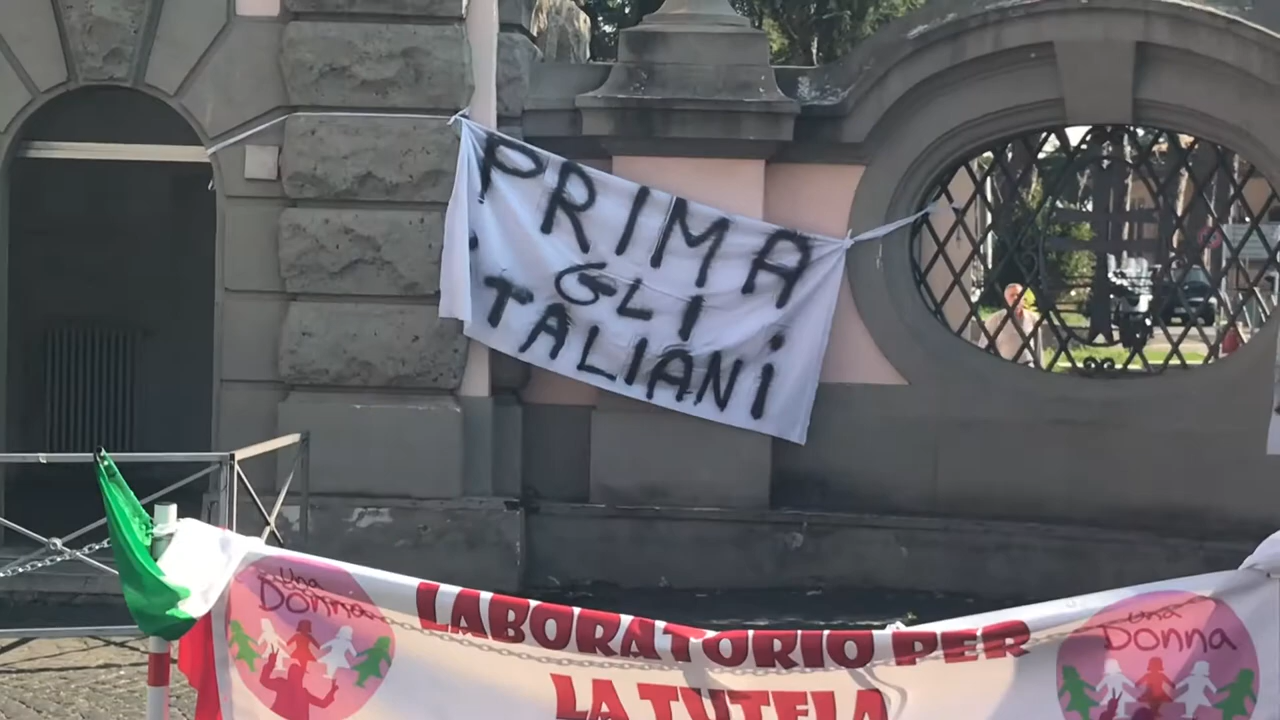 PRIMA
GLI
ITALIANi
Una
Donna
LABORATORIO PER
LA TUTELA
Una
Donna